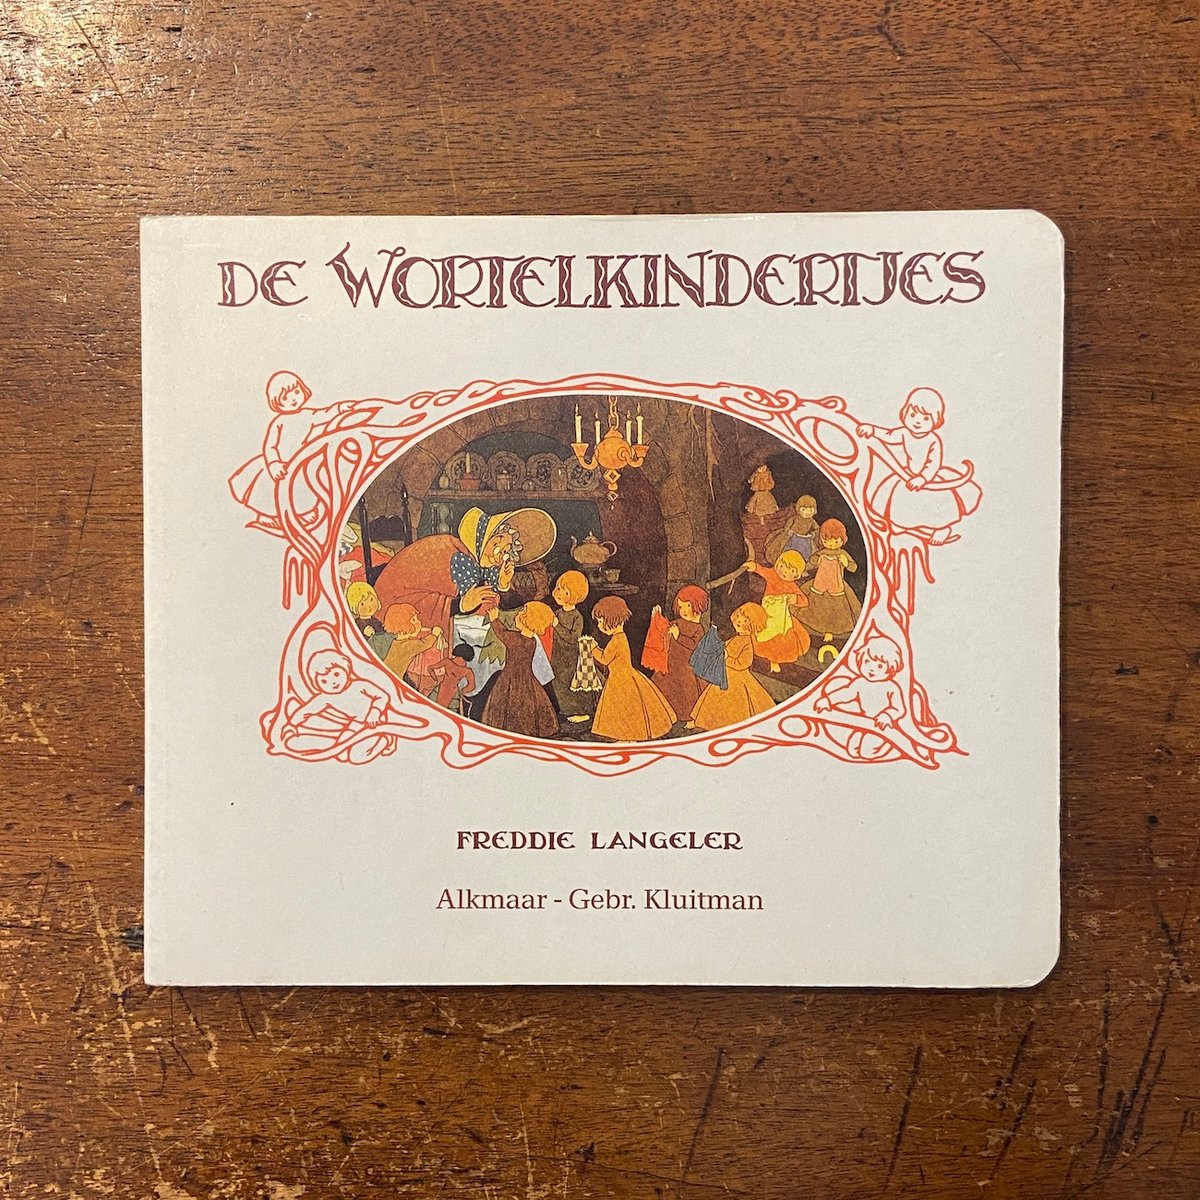 DE WORTELKINDERTJES
FREDDIE LANGELER
Alkmaar - Gebr. Kluitman